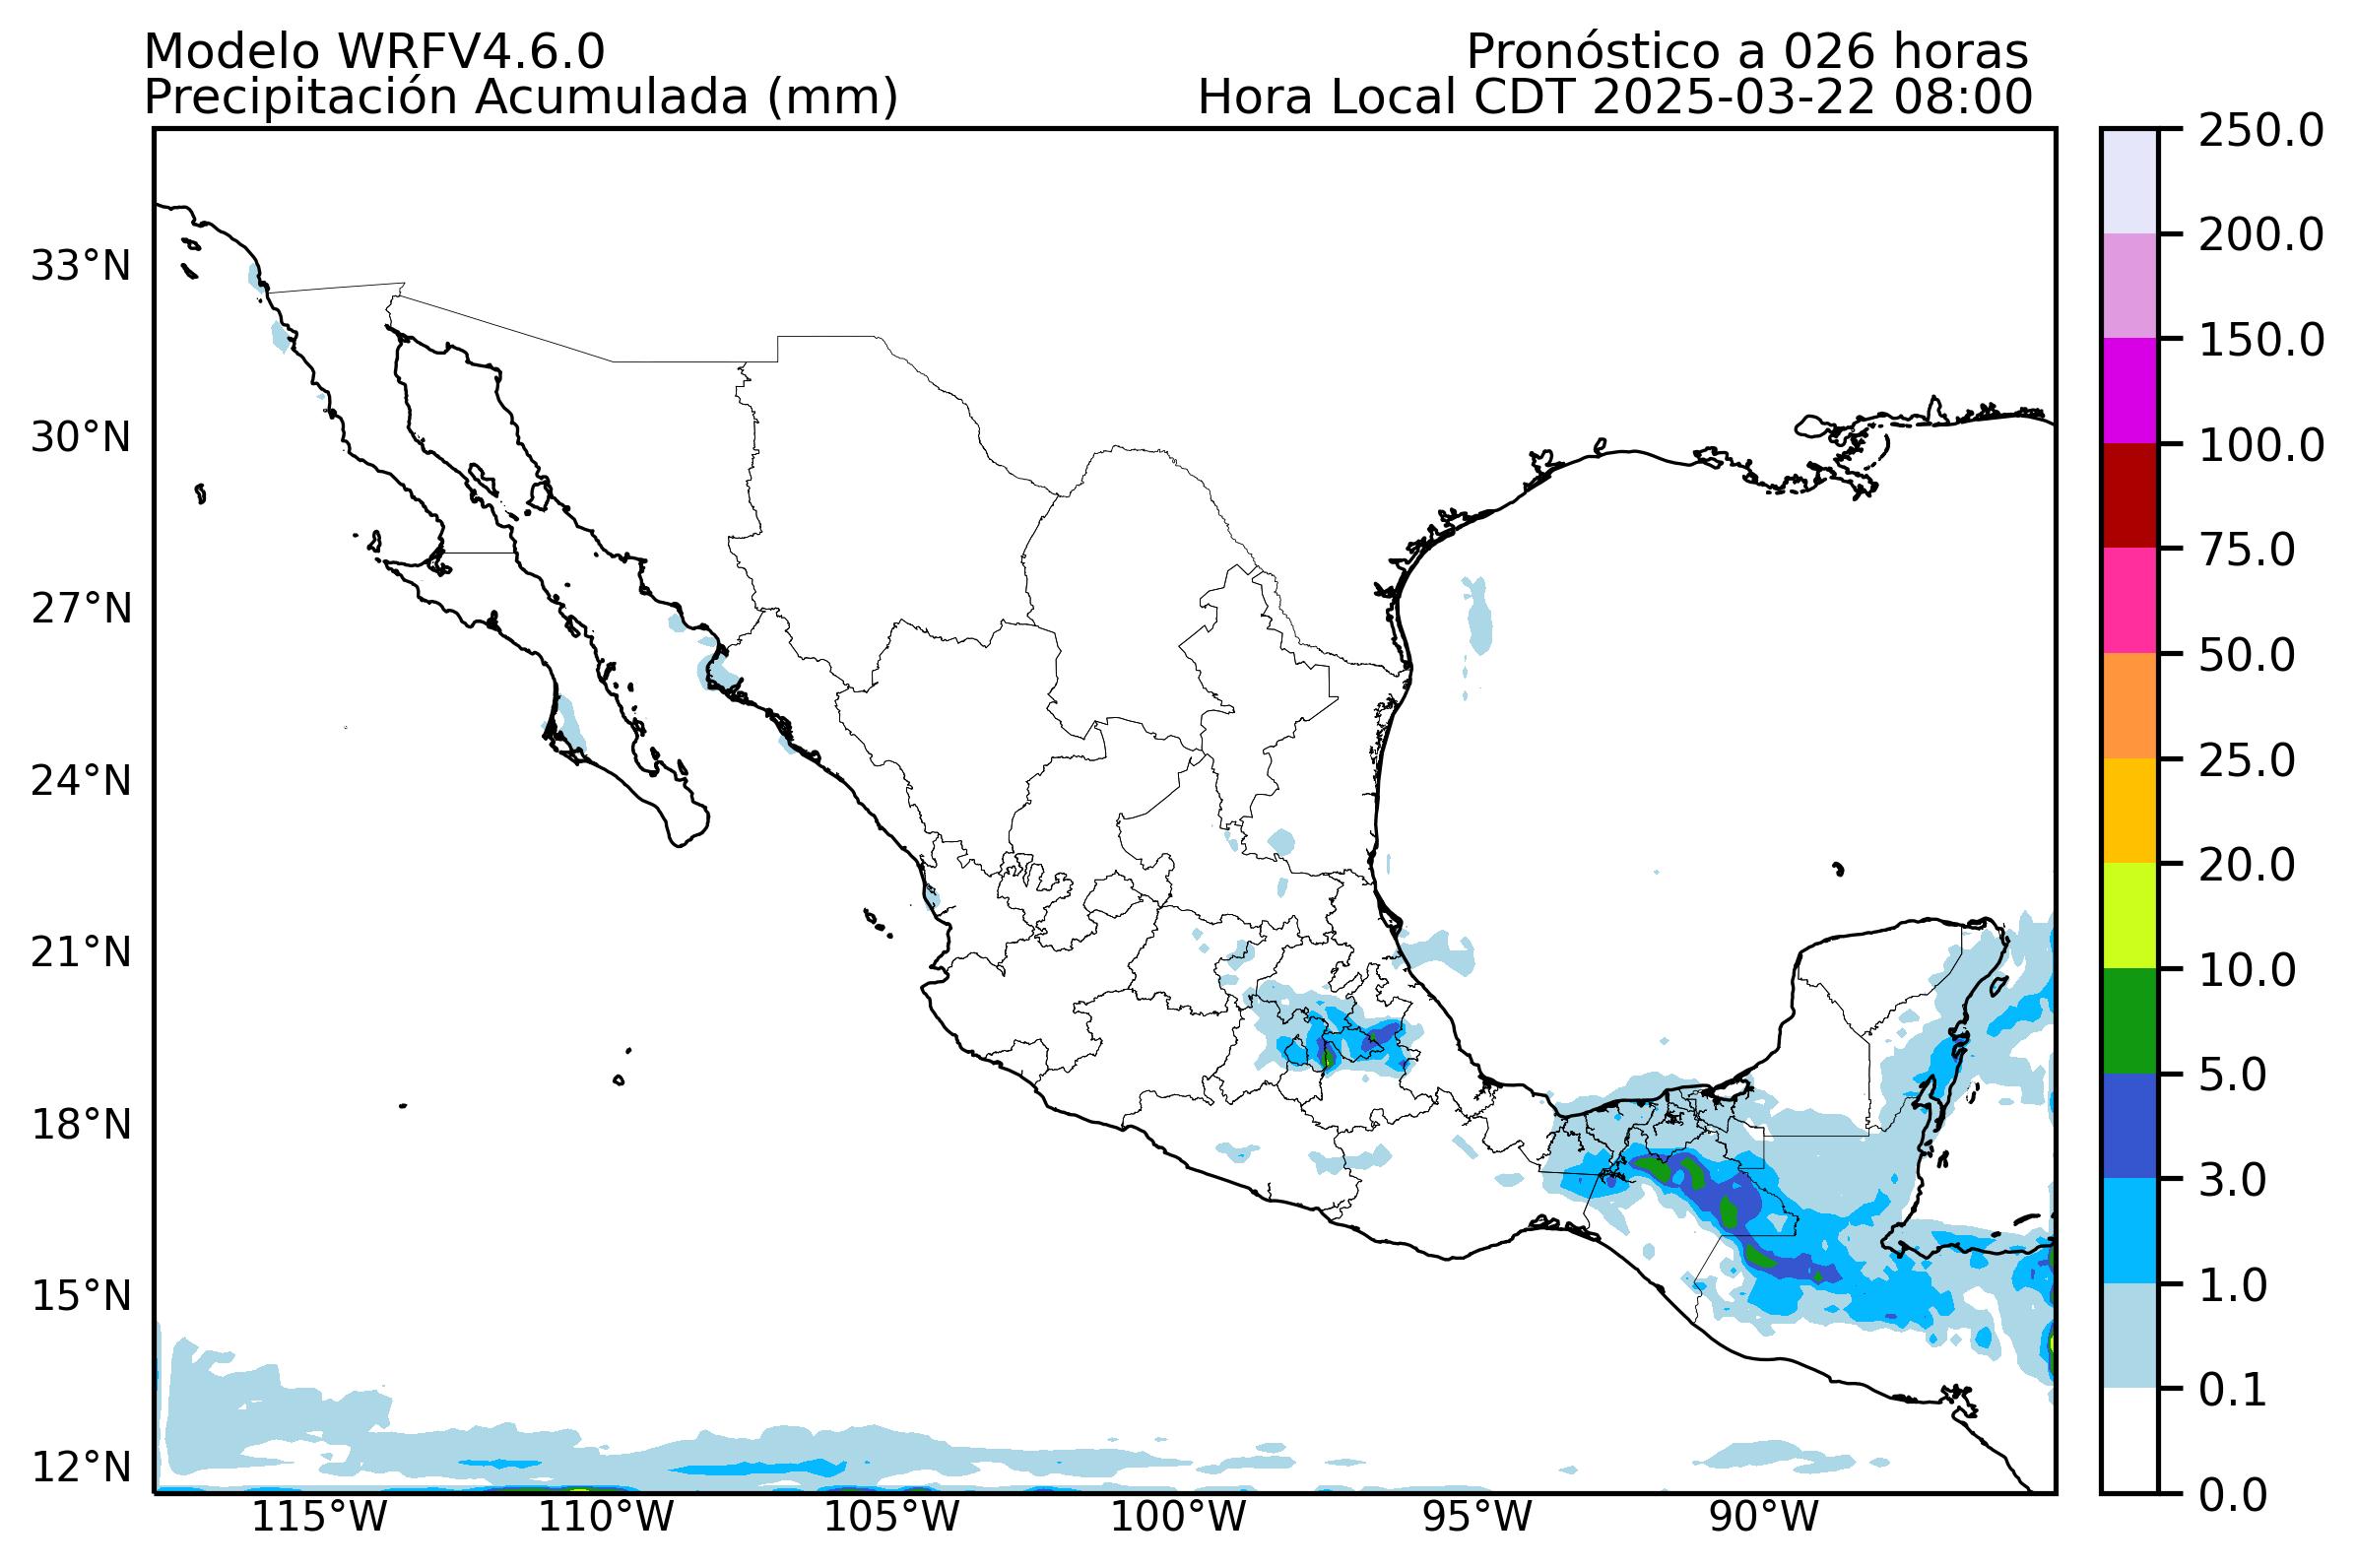 Modelo WRFV4.6.0
Pronóstico a 026 horas
Precipitación Acumulada (mm)
Hora Local CDT 2025-03-22 08:00
33°N
30°N
27°N
24°N
21°N
18°N
15°N
12°N
115°W
110°W
105°W
100°W
95°W
90°W
250.0
200.0
150.0
100.0
75.0
50.0
25.0
20.0
10.0
5.0
3.0
1.0
0.1
0.0